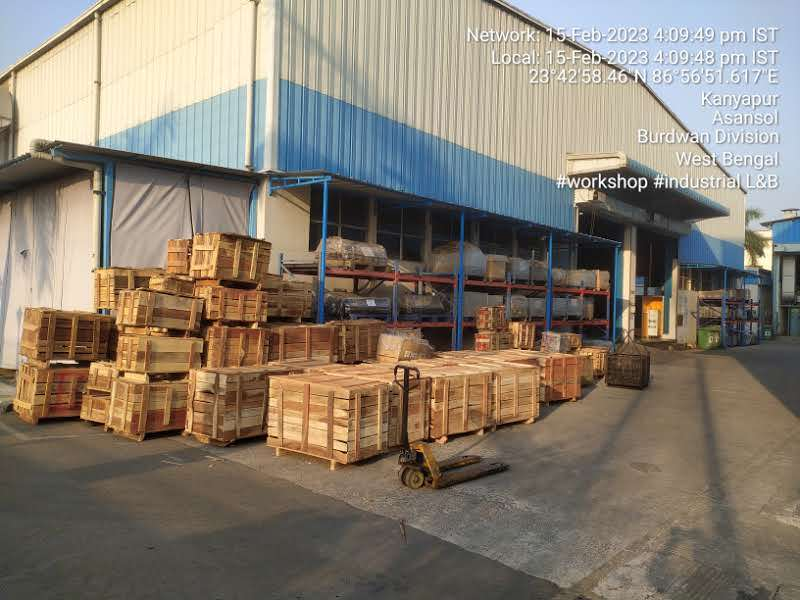 Network: 15-Feb-2023 4:09:49 pm IST
Local: 15-Feb-2023 4:09:48 pm IST
23°42'58.46"N 86°56'51.617"E
Kanyapur
Asansol
Burdwan Division
West Bengal
#workshop #industrial L&B